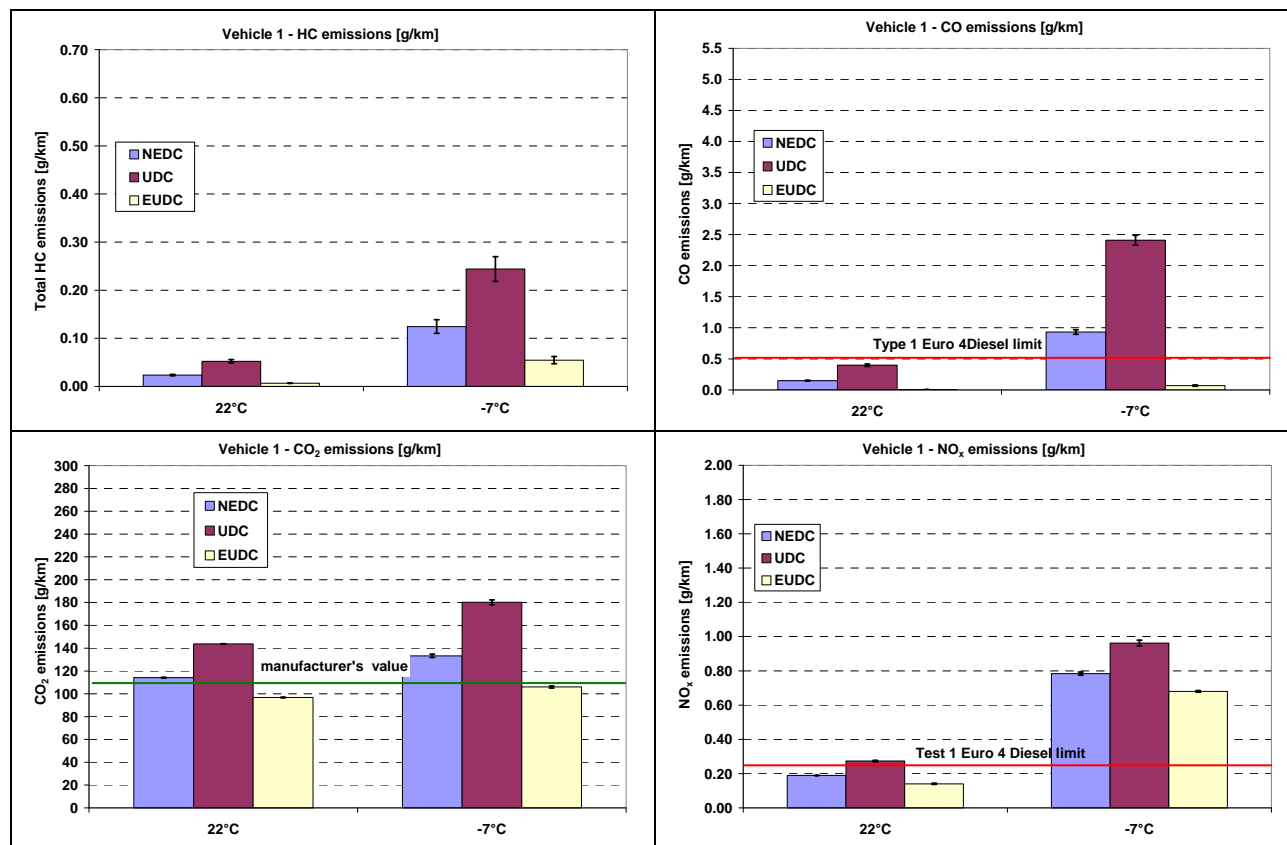 Vehicle 1 - HC emissions [g/km]
Total HC emissions [g/km]
0.70
0.60
0.50
0.40
0.30
0.20
0.10
0.00
NEDC
UDC
EUDC
22°C
-7°C
Vehicle 1 - CO emissions [g/km]
CO emissions [g/km]
5.5
5.0
4.5
4.0
3.5
3.0
2.5
2.0
1.5
1.0
0.5
0.0
NEDC
UDC
EUDC
Type 1 Euro 4Diesel limit
22°C
-7°C
Vehicle 1 - CO₂ emissions [g/km]
CO₂ emissions [g/km]
300
280
260
240
220
200
180
160
140
120
100
80
60
40
20
0
NEDC
UDC
EUDC
manufacturer's value
22°C
-7°C
Vehicle 1 - NOₓ emissions [g/km]
NOₓ emissions [g/km]
2.00
1.80
1.60
1.40
1.20
1.00
0.80
0.60
0.40
0.20
0.00
NEDC
UDC
EUDC
Test 1 Euro 4 Diesel limit
22°C
-7°C